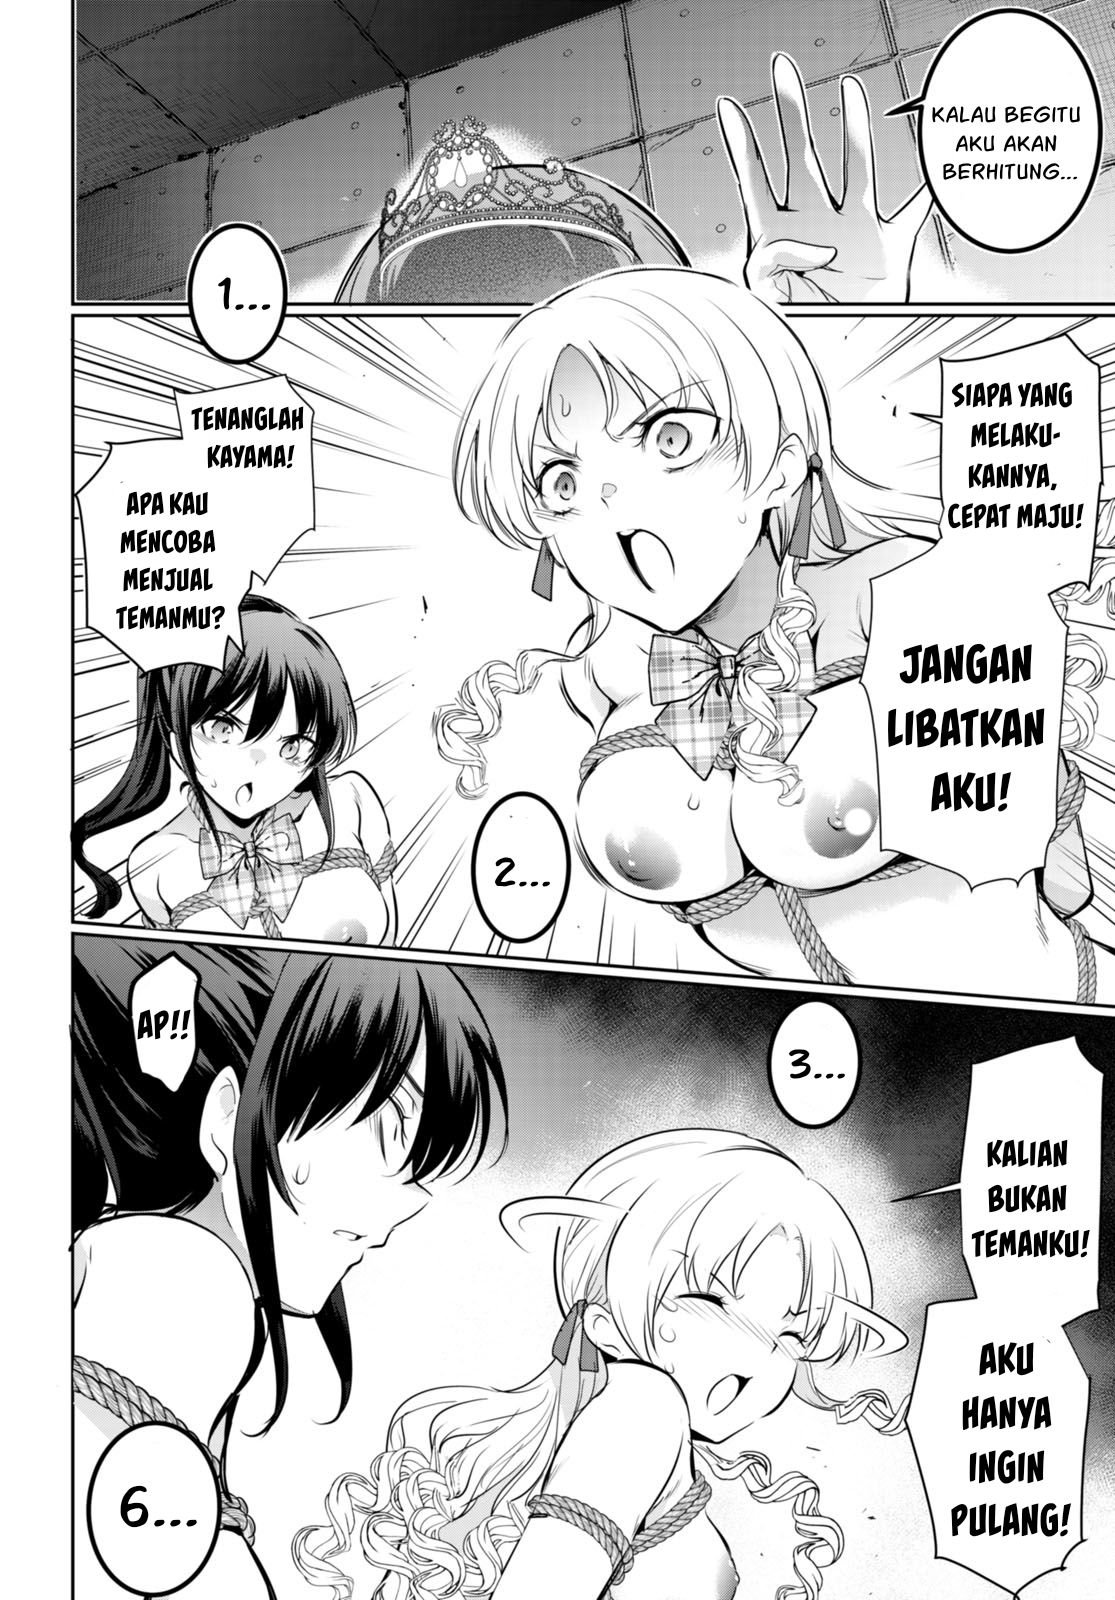 KALAU BEGITU
AKU AKAN
BERHITUNG...
1...
SIAPA YANG
MELAKU-
KANNYA,
CEPAT MAJU!
JANGAN
LIBATKAN
AKU!
TENANGLAH
KAYAMA!
APA KAU
MENCOBA
MENJUAL
TEMANMU?
2...
3...
KALIAN
BUKAN
TEMANKU!
AKU
HANYA
INGIN
PULANG!
AP!!
6...